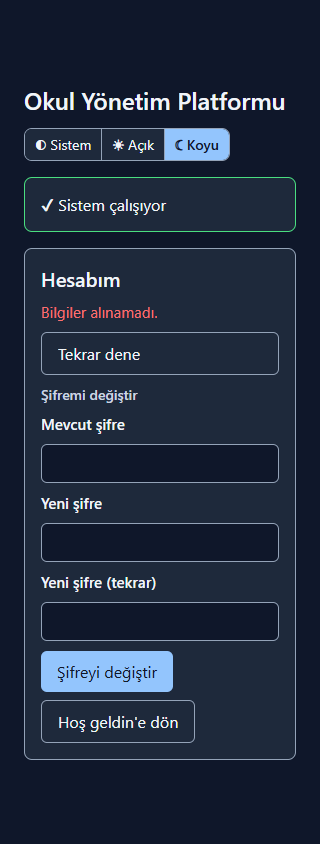 Okul Yönetim Platformu
◐ Sistem ☀ Açık ☾ Koyu
✓ Sistem çalışıyor
Hesabım
Bilgiler alınamadı.
Tekrar dene
Şifremi değiştir
Mevcut şifre
Yeni şifre
Yeni şifre (tekrar)
Şifreyi değiştir
Hoş geldin'e dön